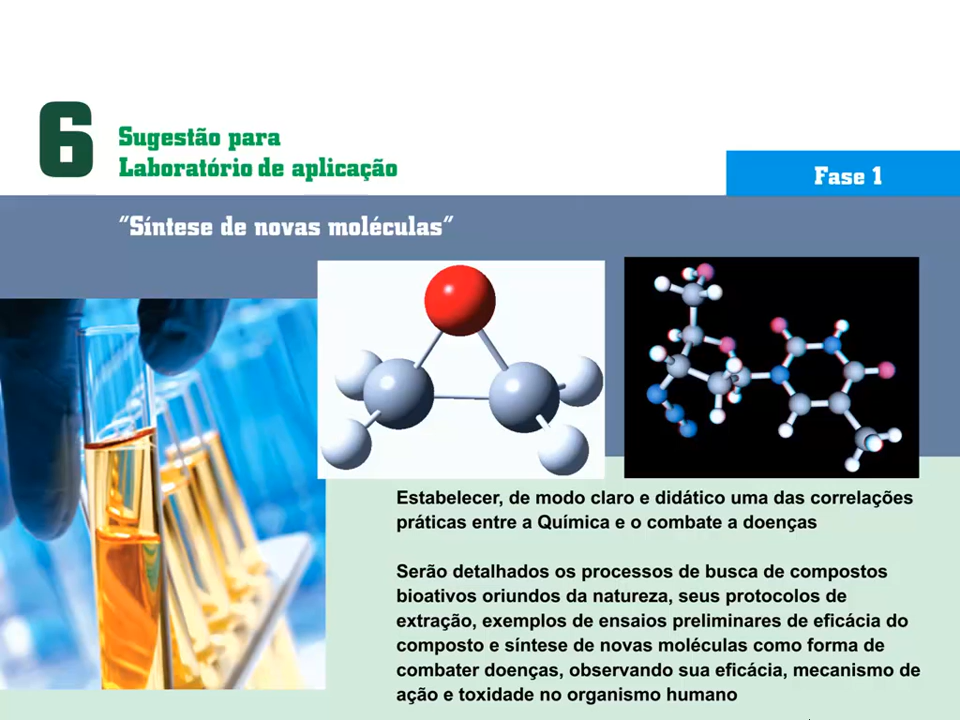 6
Sugestão para
Laboratório de aplicação
Fase 1
“Síntese de novas moléculas”
Estabelecer, de modo claro e didático uma das correlações
práticas entre a Química e o combate a doenças
Serão detalhados os processos de busca de compostos
bioativos oriundos da natureza, seus protocolos de
extração, exemplos de ensaios preliminares de eficácia do
composto e síntese de novas moléculas como forma de
combater doenças, observando sua eficácia, mecanismo de
ação e toxidade no organismo humano